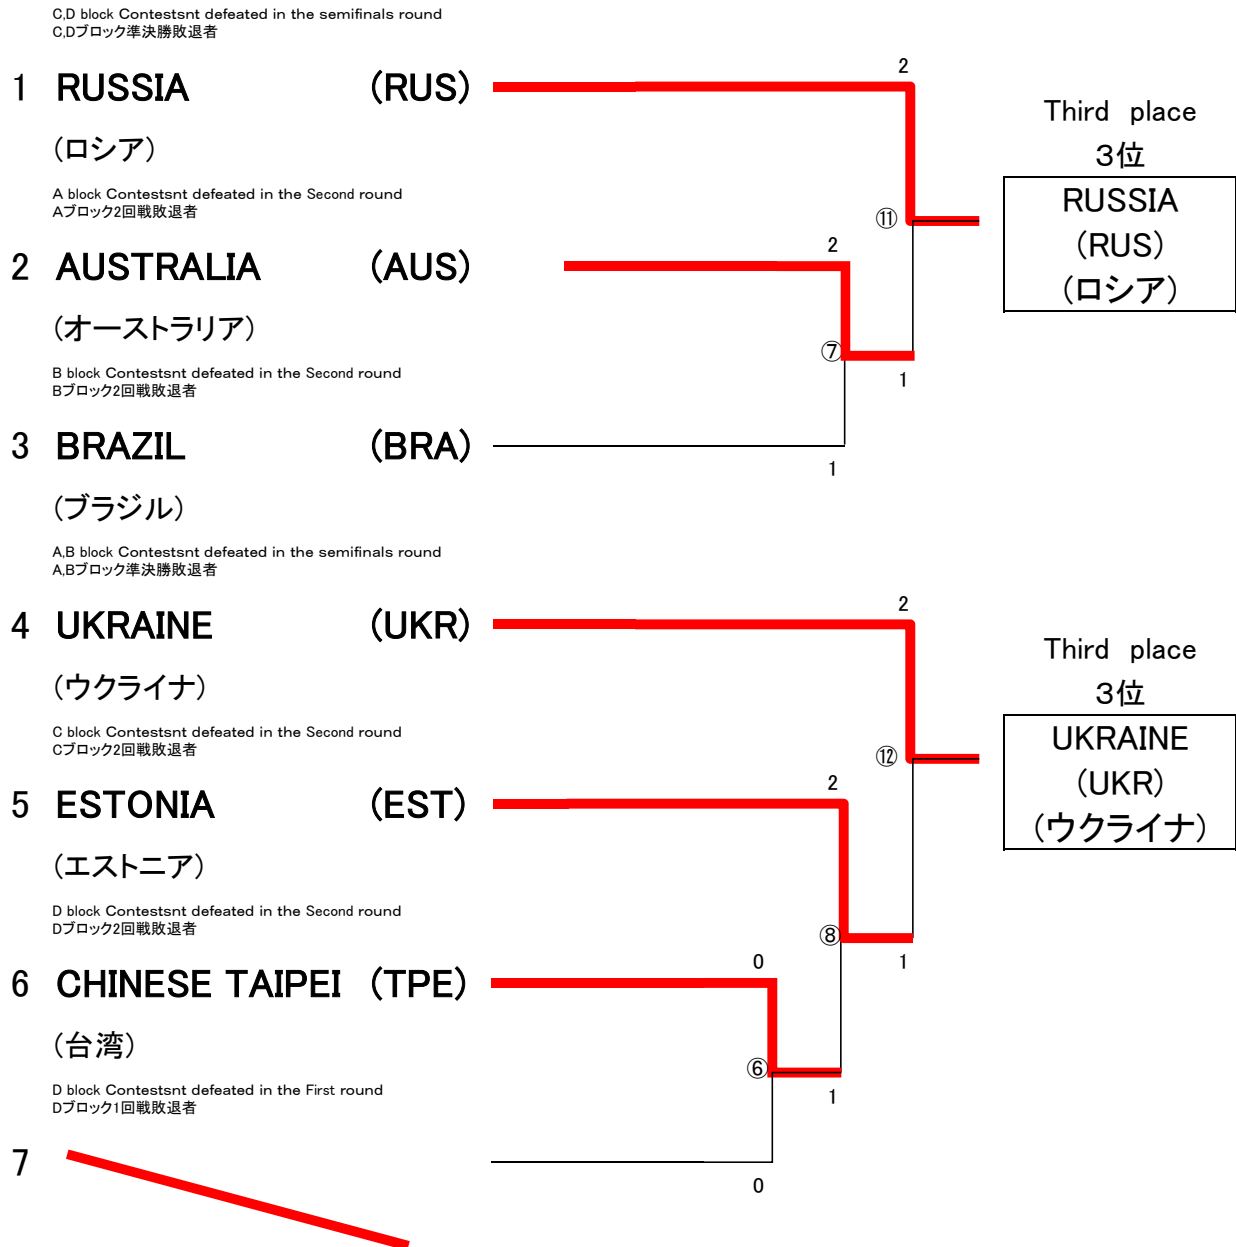 C,D block Contestsnt defeated in the semifinals round
C,Dブロック準決勝敗退者
1 RUSSIA (RUS)
2
(ロシア)
Third place
3位
RUSSIA
(RUS)
(ロシア)
A block Contestsnt defeated in the Second round
Aブロック2回戦敗退者
⑪
2 AUSTRALIA (AUS)
2
(オーストラリア)
⑦
1
B block Contestsnt defeated in the Second round
Bブロック2回戦敗退者
3 BRAZIL (BRA)
1
(ブラジル)
A,B block Contestsnt defeated in the semifinals round
A,Bブロック準決勝敗退者
4 UKRAINE (UKR)
2
(ウクライナ)
Third place
3位
UKRAINE
(UKR)
(ウクライナ)
C block Contestsnt defeated in the Second round
Cブロック2回戦敗退者
⑫
5 ESTONIA (EST)
2
(エストニア)
D block Contestsnt defeated in the Second round
Dブロック2回戦敗退者
⑧
1
6 CHINESE TAIPEI (TPE)
0
(台湾)
⑥
1
D block Contestsnt defeated in the First round
Dブロック1回戦敗退者
7
0